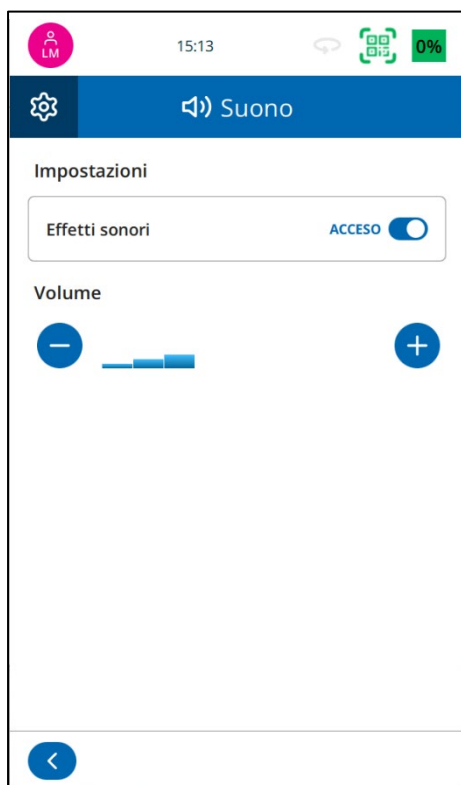 LM
15:13
0%
Suono
Impostazioni
Effetti sonori
ACCESO
Volume